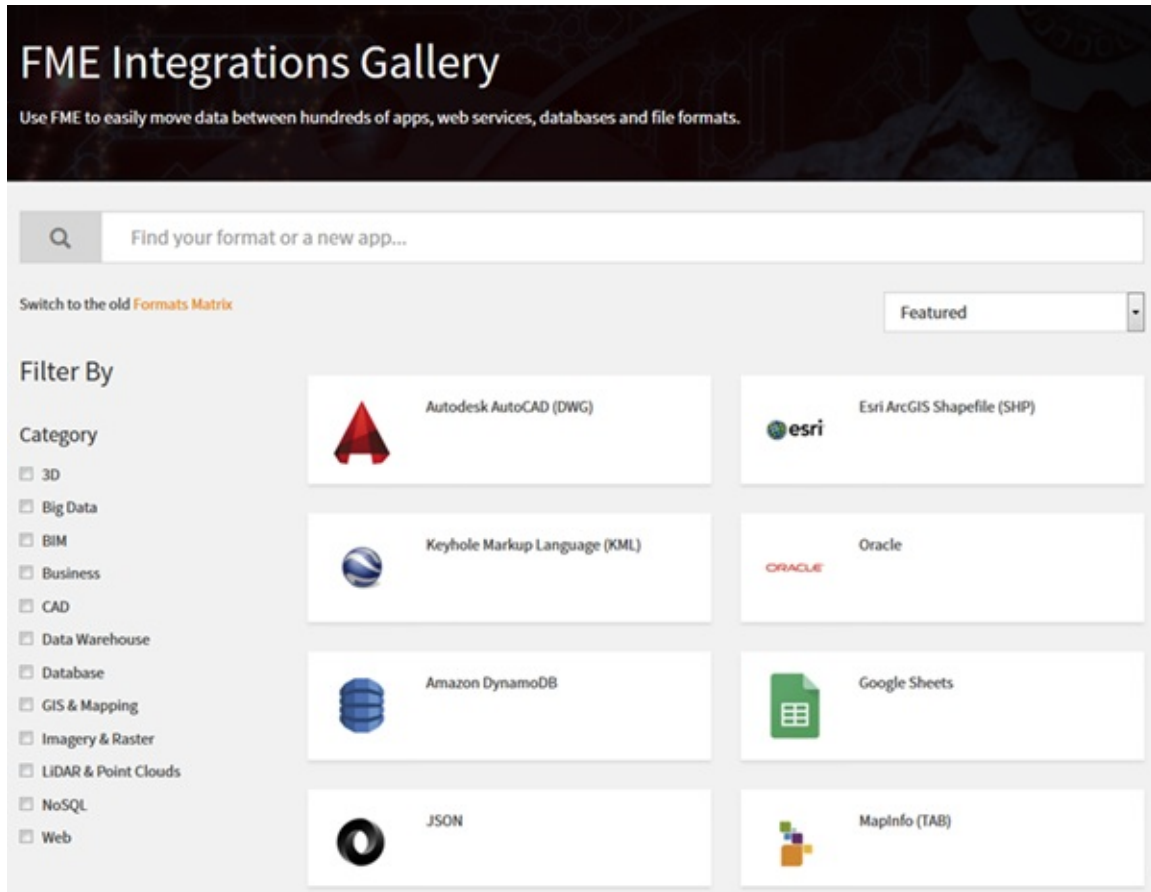 FME Integrations Gallery
Use FME to easily move data between hundreds of apps, web services, databases and file formats.
Find your format or a new app...
Switch to the old Formats Matrix
Featured
Filter By
Category
3D
Big Data
BIM
Business
CAD
Data Warehouse
Database
GIS & Mapping
Imagery & Raster
LiDAR & Point Clouds
NoSQL
Web
Autodesk AutoCAD (DWG)
esri
Esri ArcGIS Shapefile (SHP)
Keyhole Markup Language (KML)
ORACLE
Oracle
Amazon DynamoDB
Google Sheets
JSON
MapInfo (TAB)